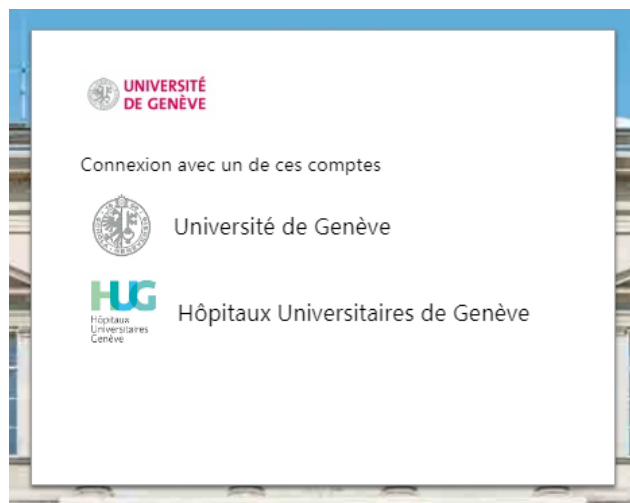 UNIVERSITÉ
DE GENÈVE
Connexion avec un de ces comptes
Université de Genève
HUG
Hôpitaux
Universitaires
Genève
Hôpitaux Universitaires de Genève